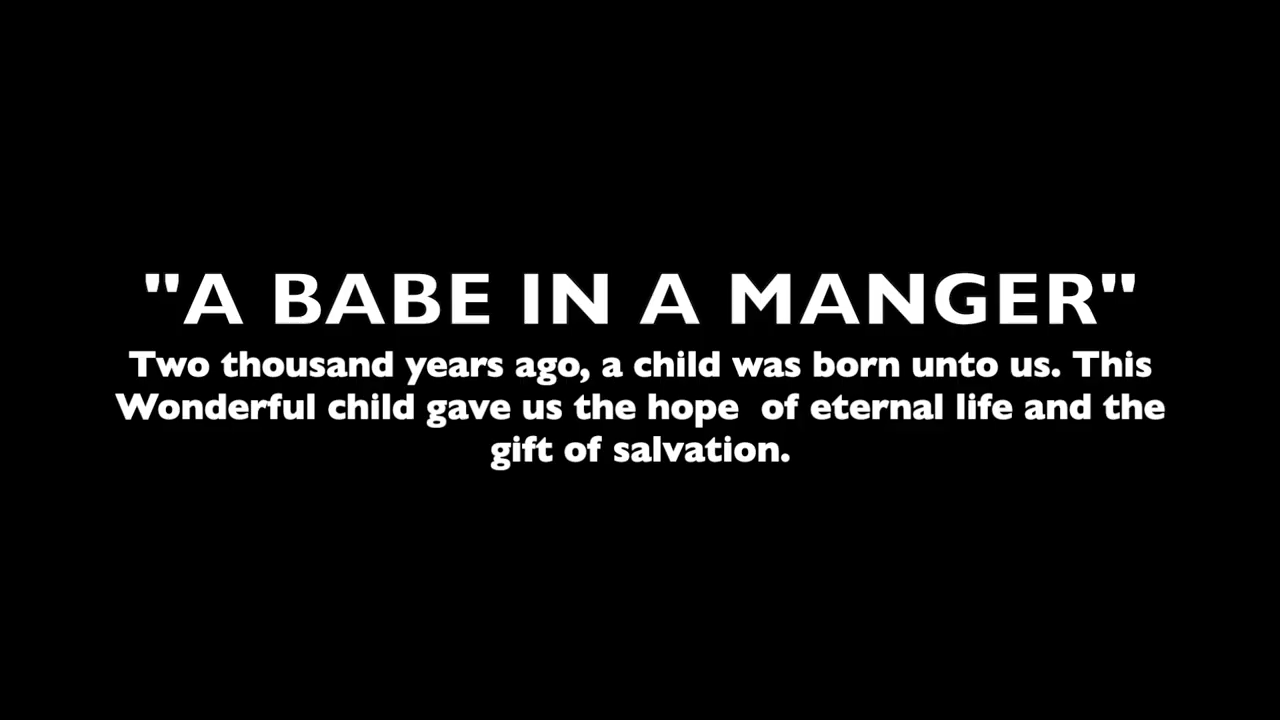 "A BABE IN A MANGER"
Two thousand years ago, a child was born unto us. This
Wonderful child gave us the hope  of eternal life and the
gift of salvation.